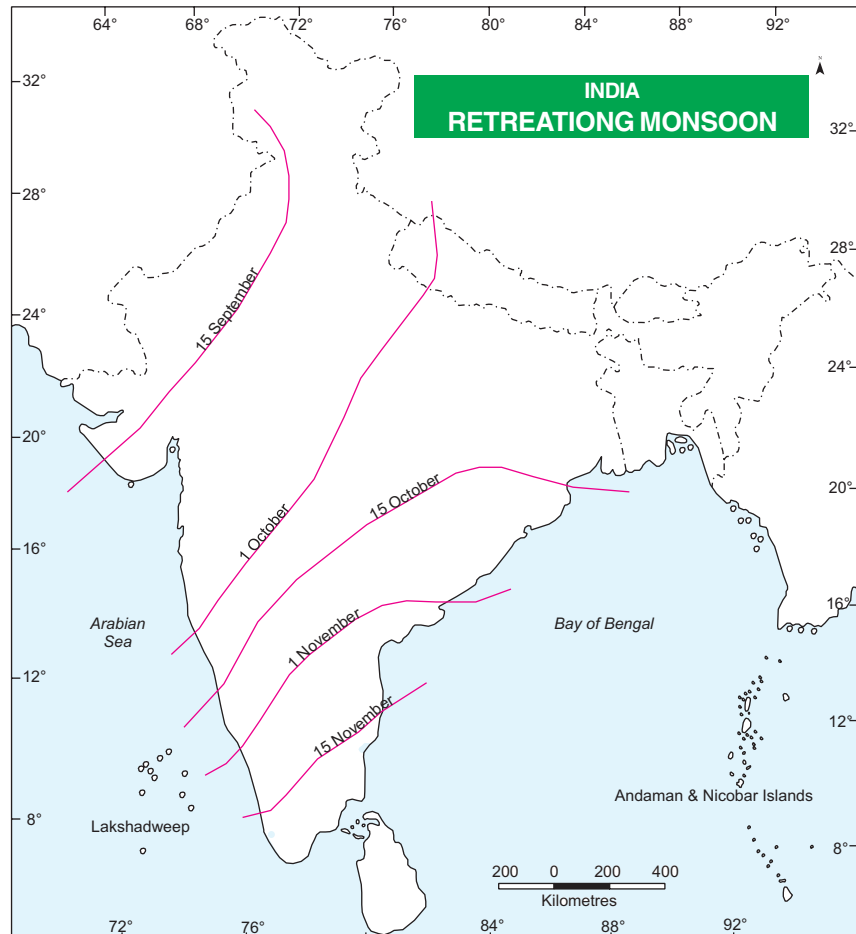 64° 68° 72° 76° 80° 84° 88° 92°
N
INDIA
RETREATIONG MONSOON
32° 32°
28° 28°
24° 24°
20° 20°
16° 16°
12° 12°
8° 8°
15 September
1 October
15 October
1 November
15 November
Arabian
Sea
Bay of Bengal
Lakshadweep
Andaman & Nicobar Islands
200 0 200 400
Kilometres
72° 76° 84° 88° 92°